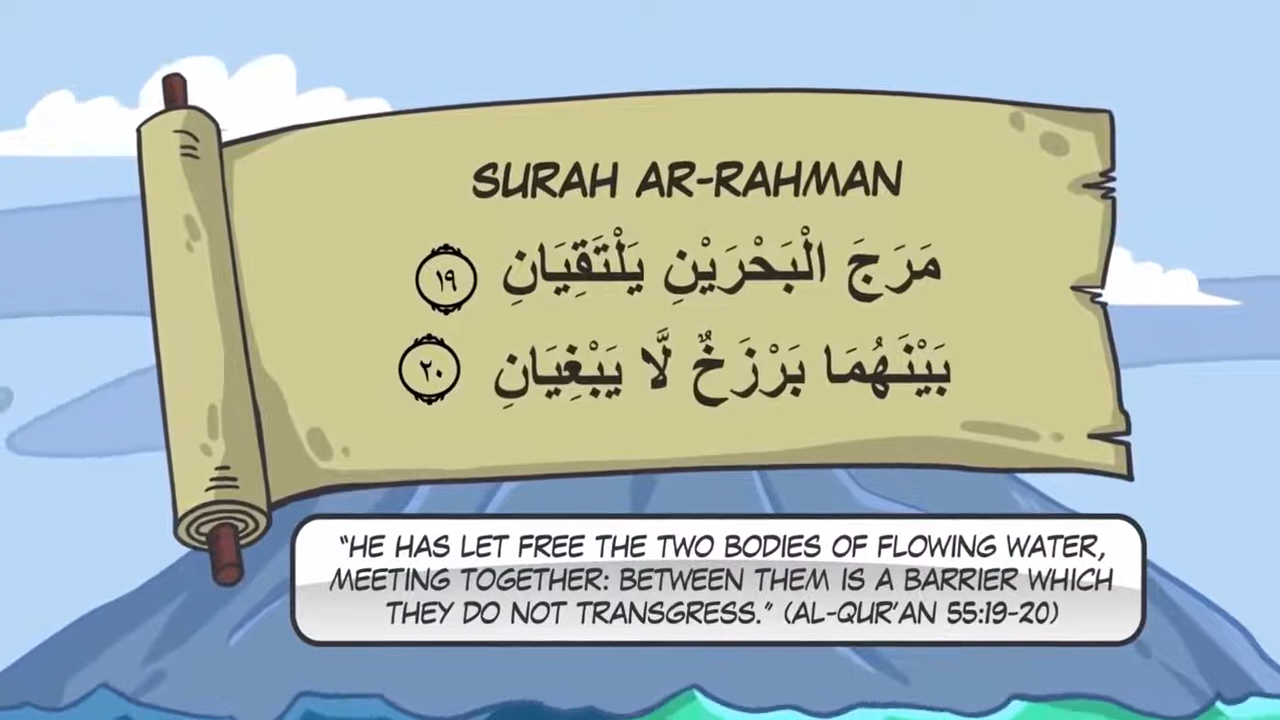 SURAH AR-RAHMAN
مَرَجَ الْبَحْرَيْنِ يَلْتَقِيَانِ ١٩
بَيْنَهُمَا بَرْزَخٌ لَّا يَبْغِيَانِ ٢٠
“HE HAS LET FREE THE TWO BODIES OF FLOWING WATER,
MEETING TOGETHER: BETWEEN THEM IS A BARRIER WHICH
THEY DO NOT TRANSGRESS.” (AL-QUR’AN 55:19-20)